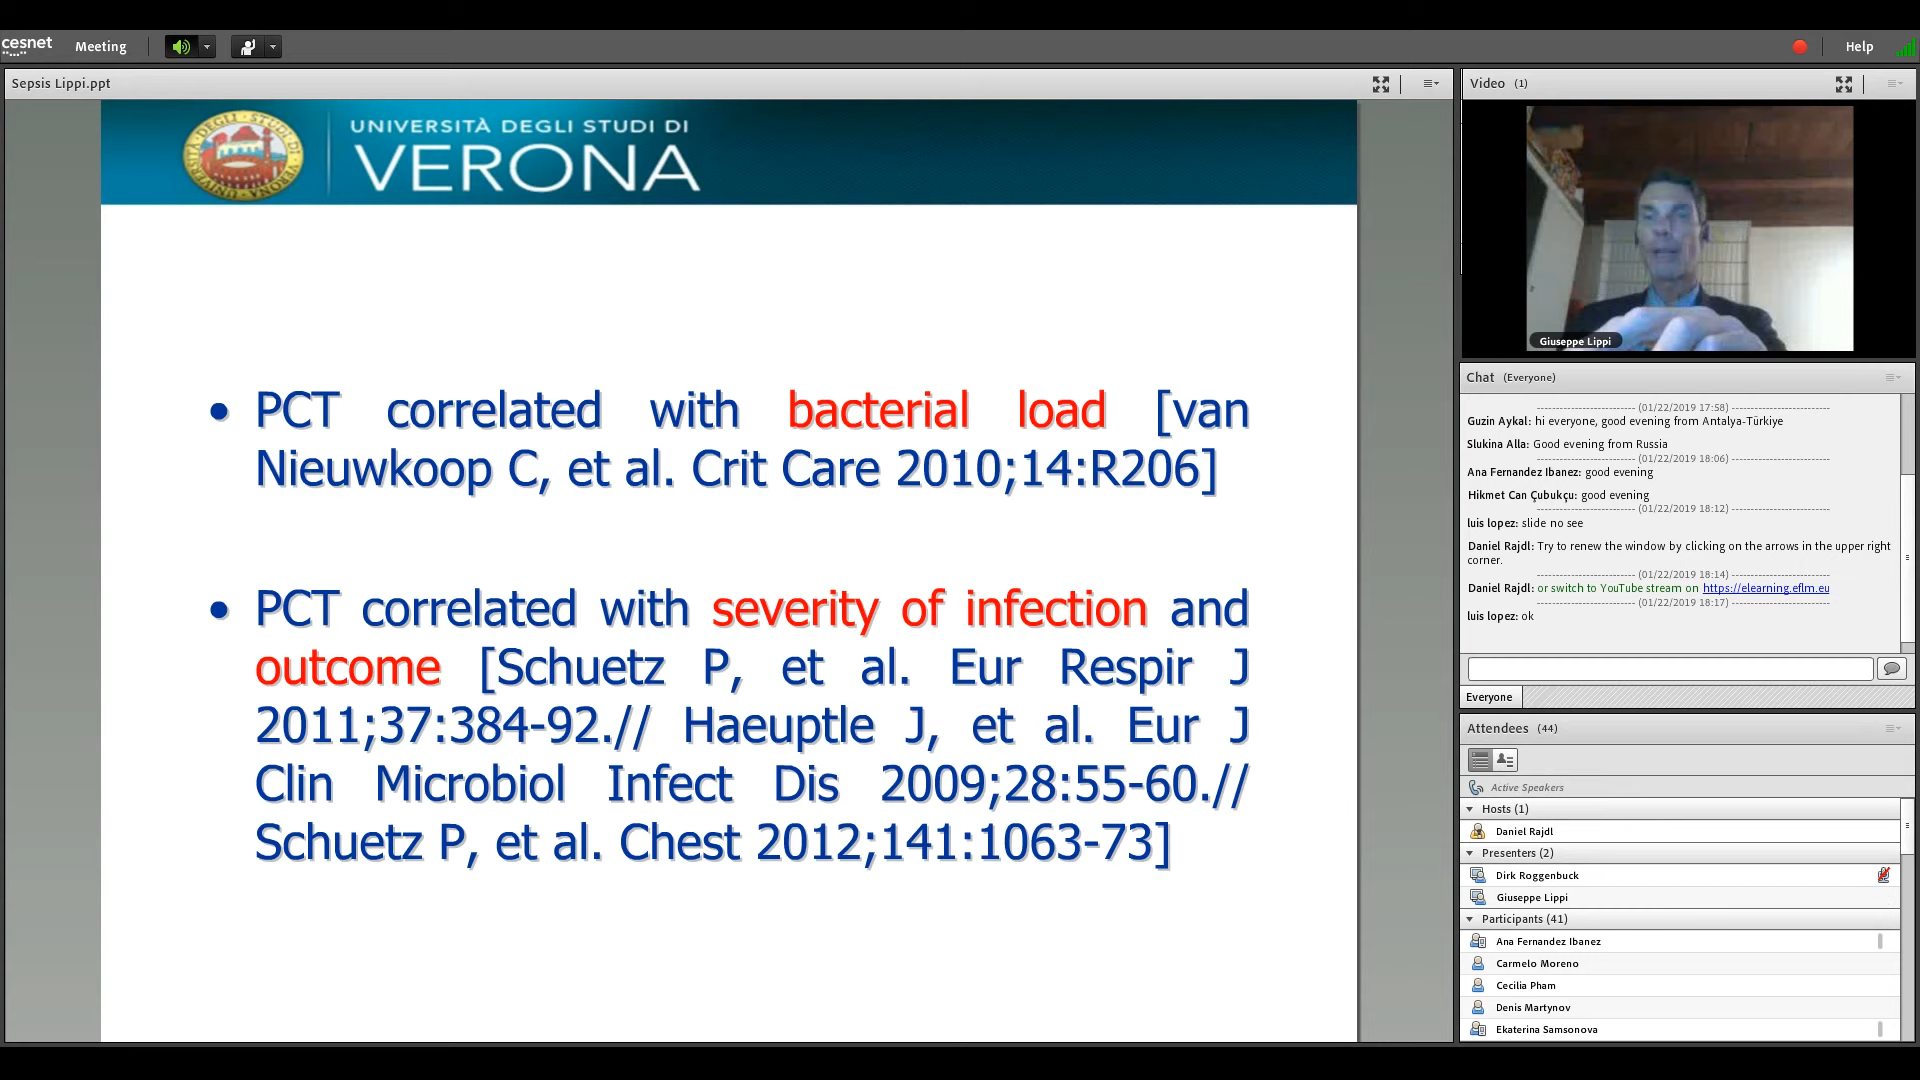 cesnet
Meeting
Help
Sepsis Lippi.ppt
UNIVERSITÀ DEGLI STUDI DI
VERONA
• PCT correlated with bacterial load [van
Nieuwkoop C, et al. Crit Care 2010;14:R206]
• PCT correlated with severity of infection and
outcome [Schuetz P, et al. Eur Respir J
2011;37:384-92.// Haeuptle J, et al. Eur J
Clin Microbiol Infect Dis 2009;28:55-60.//
Schuetz P, et al. Chest 2012;141:1063-73]
Video (1)
Giuseppe Lippi
Chat (Everyone)
------------------------ (01/22/2019 17:58) ------------------------
Guzin Aykal: hi everyone, good evening from Antalya-Türkiye
Slukina Alla: Good evening from Russia
------------------------ (01/22/2019 18:06) ------------------------
Ana Fernandez Ibanez: good evening
Hikmet Can Çubukçu: good evening
------------------------ (01/22/2019 18:12) ------------------------
luis lopez: slide no see
Daniel Rajdl: Try to renew the window by clicking on the arrows in the upper right
corner.
------------------------ (01/22/2019 18:14) ------------------------
Daniel Rajdl: or switch to YouTube stream on https://elearning.eflm.eu
------------------------ (01/22/2019 18:17) ------------------------
luis lopez: ok
Everyone
Attendees (44)
Active Speakers
Hosts (1)
Daniel Rajdl
Presenters (2)
Dirk Roggenbuck
Giuseppe Lippi
Participants (41)
Ana Fernandez Ibanez
Carmelo Moreno
Cecilia Pham
Denis Martynov
Ekaterina Samsonova